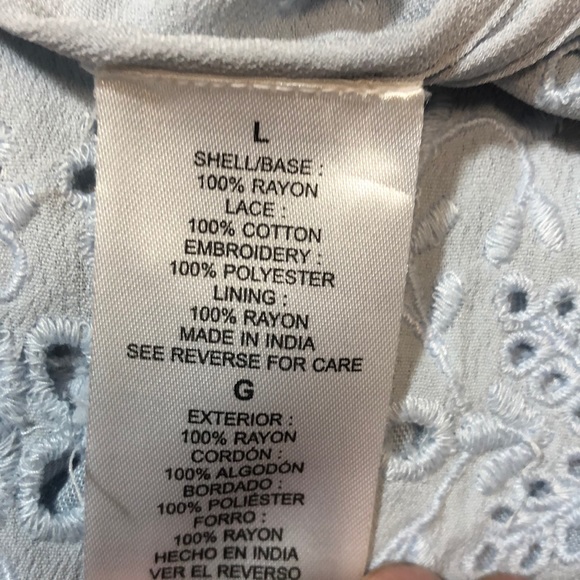 L
SHELL/BASE :
100% RAYON
LACE :
100% COTTON
EMBROIDERY :
100% POLYESTER
LINING :
100% RAYON
MADE IN INDIA
SEE REVERSE FOR CARE
G
EXTERIOR :
100% RAYON
CORDÓN :
100% ALGODÓN
BORDADO :
100% POLIÉSTER
FORRO :
100% RAYON
HECHO EN INDIA
VER EL REVERSO